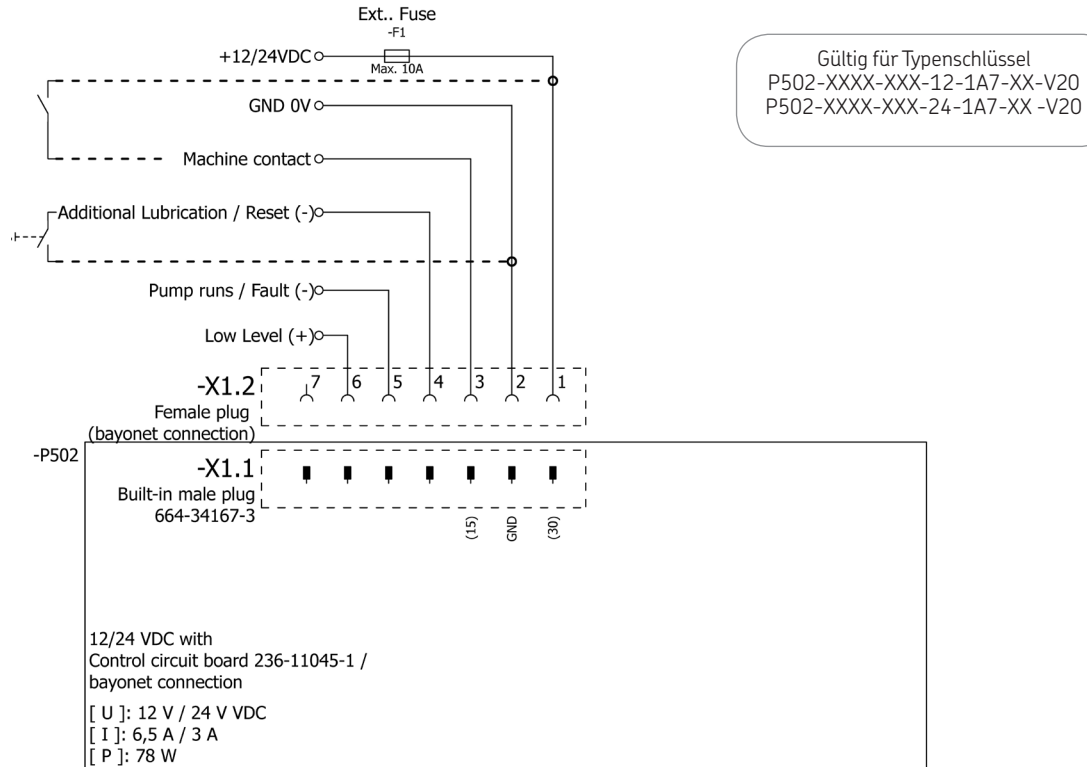 Ext.. Fuse
-F1
+12/24VDC
Max. 10A
GND 0V
Machine contact
Additional Lubrication / Reset (-)
Pump runs / Fault (-)
Low Level (+)
-X1.2
7 6 5 4 3 2 1
Female plug
(bayonet connection)
-P502
-X1.1
Built-in male plug
664-34167-3
(15) GND (30)
12/24 VDC with
Control circuit board 236-11045-1 /
bayonet connection
[ U ]: 12 V / 24 V VDC
[ I ]: 6,5 A / 3 A
[ P ]: 78 W
Gültig für Typenschlüssel
P502-XXXX-XXX-12-1A7-XX-V20
P502-XXXX-XXX-24-1A7-XX -V20